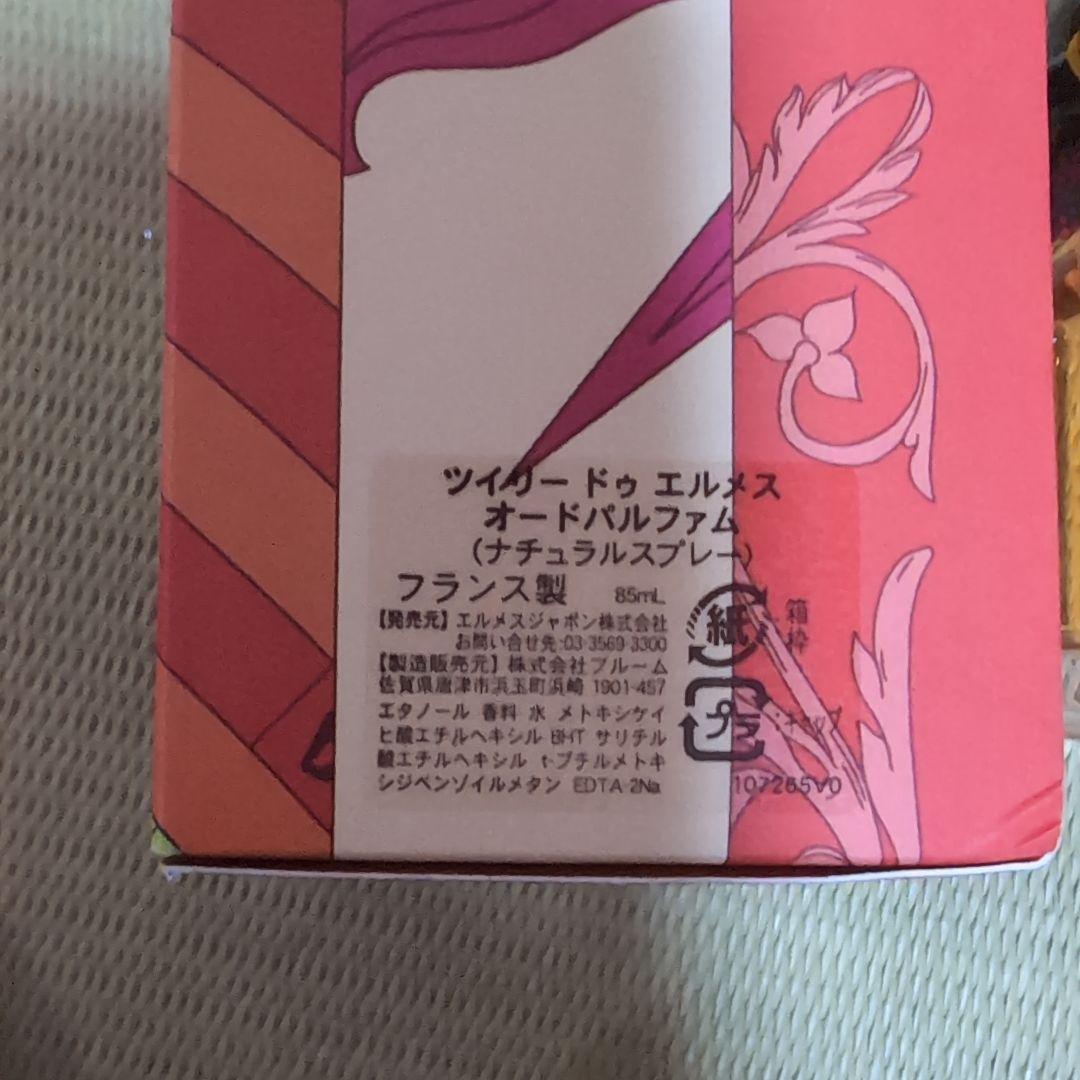 ツイリー ドゥ エルメス
オードパルファム
(ナチュラルスプレー)
フランス製 85mL
【発売元】エルメスジャポン株式会社
お問い合せ先:03-3569-3300
【製造販売元】株式会社ブルーム
佐賀県唐津市浜玉町浜崎 1901-457
エタノール 香料 水 メトキシケイ
ヒ酸エチルヘキシル BHT サリチル
酸エチルヘキシル t-ブチルメトキ
シジベンゾイルメタン EDTA-2Na
紙 箱
枠
プラ :キャップ
107265V0